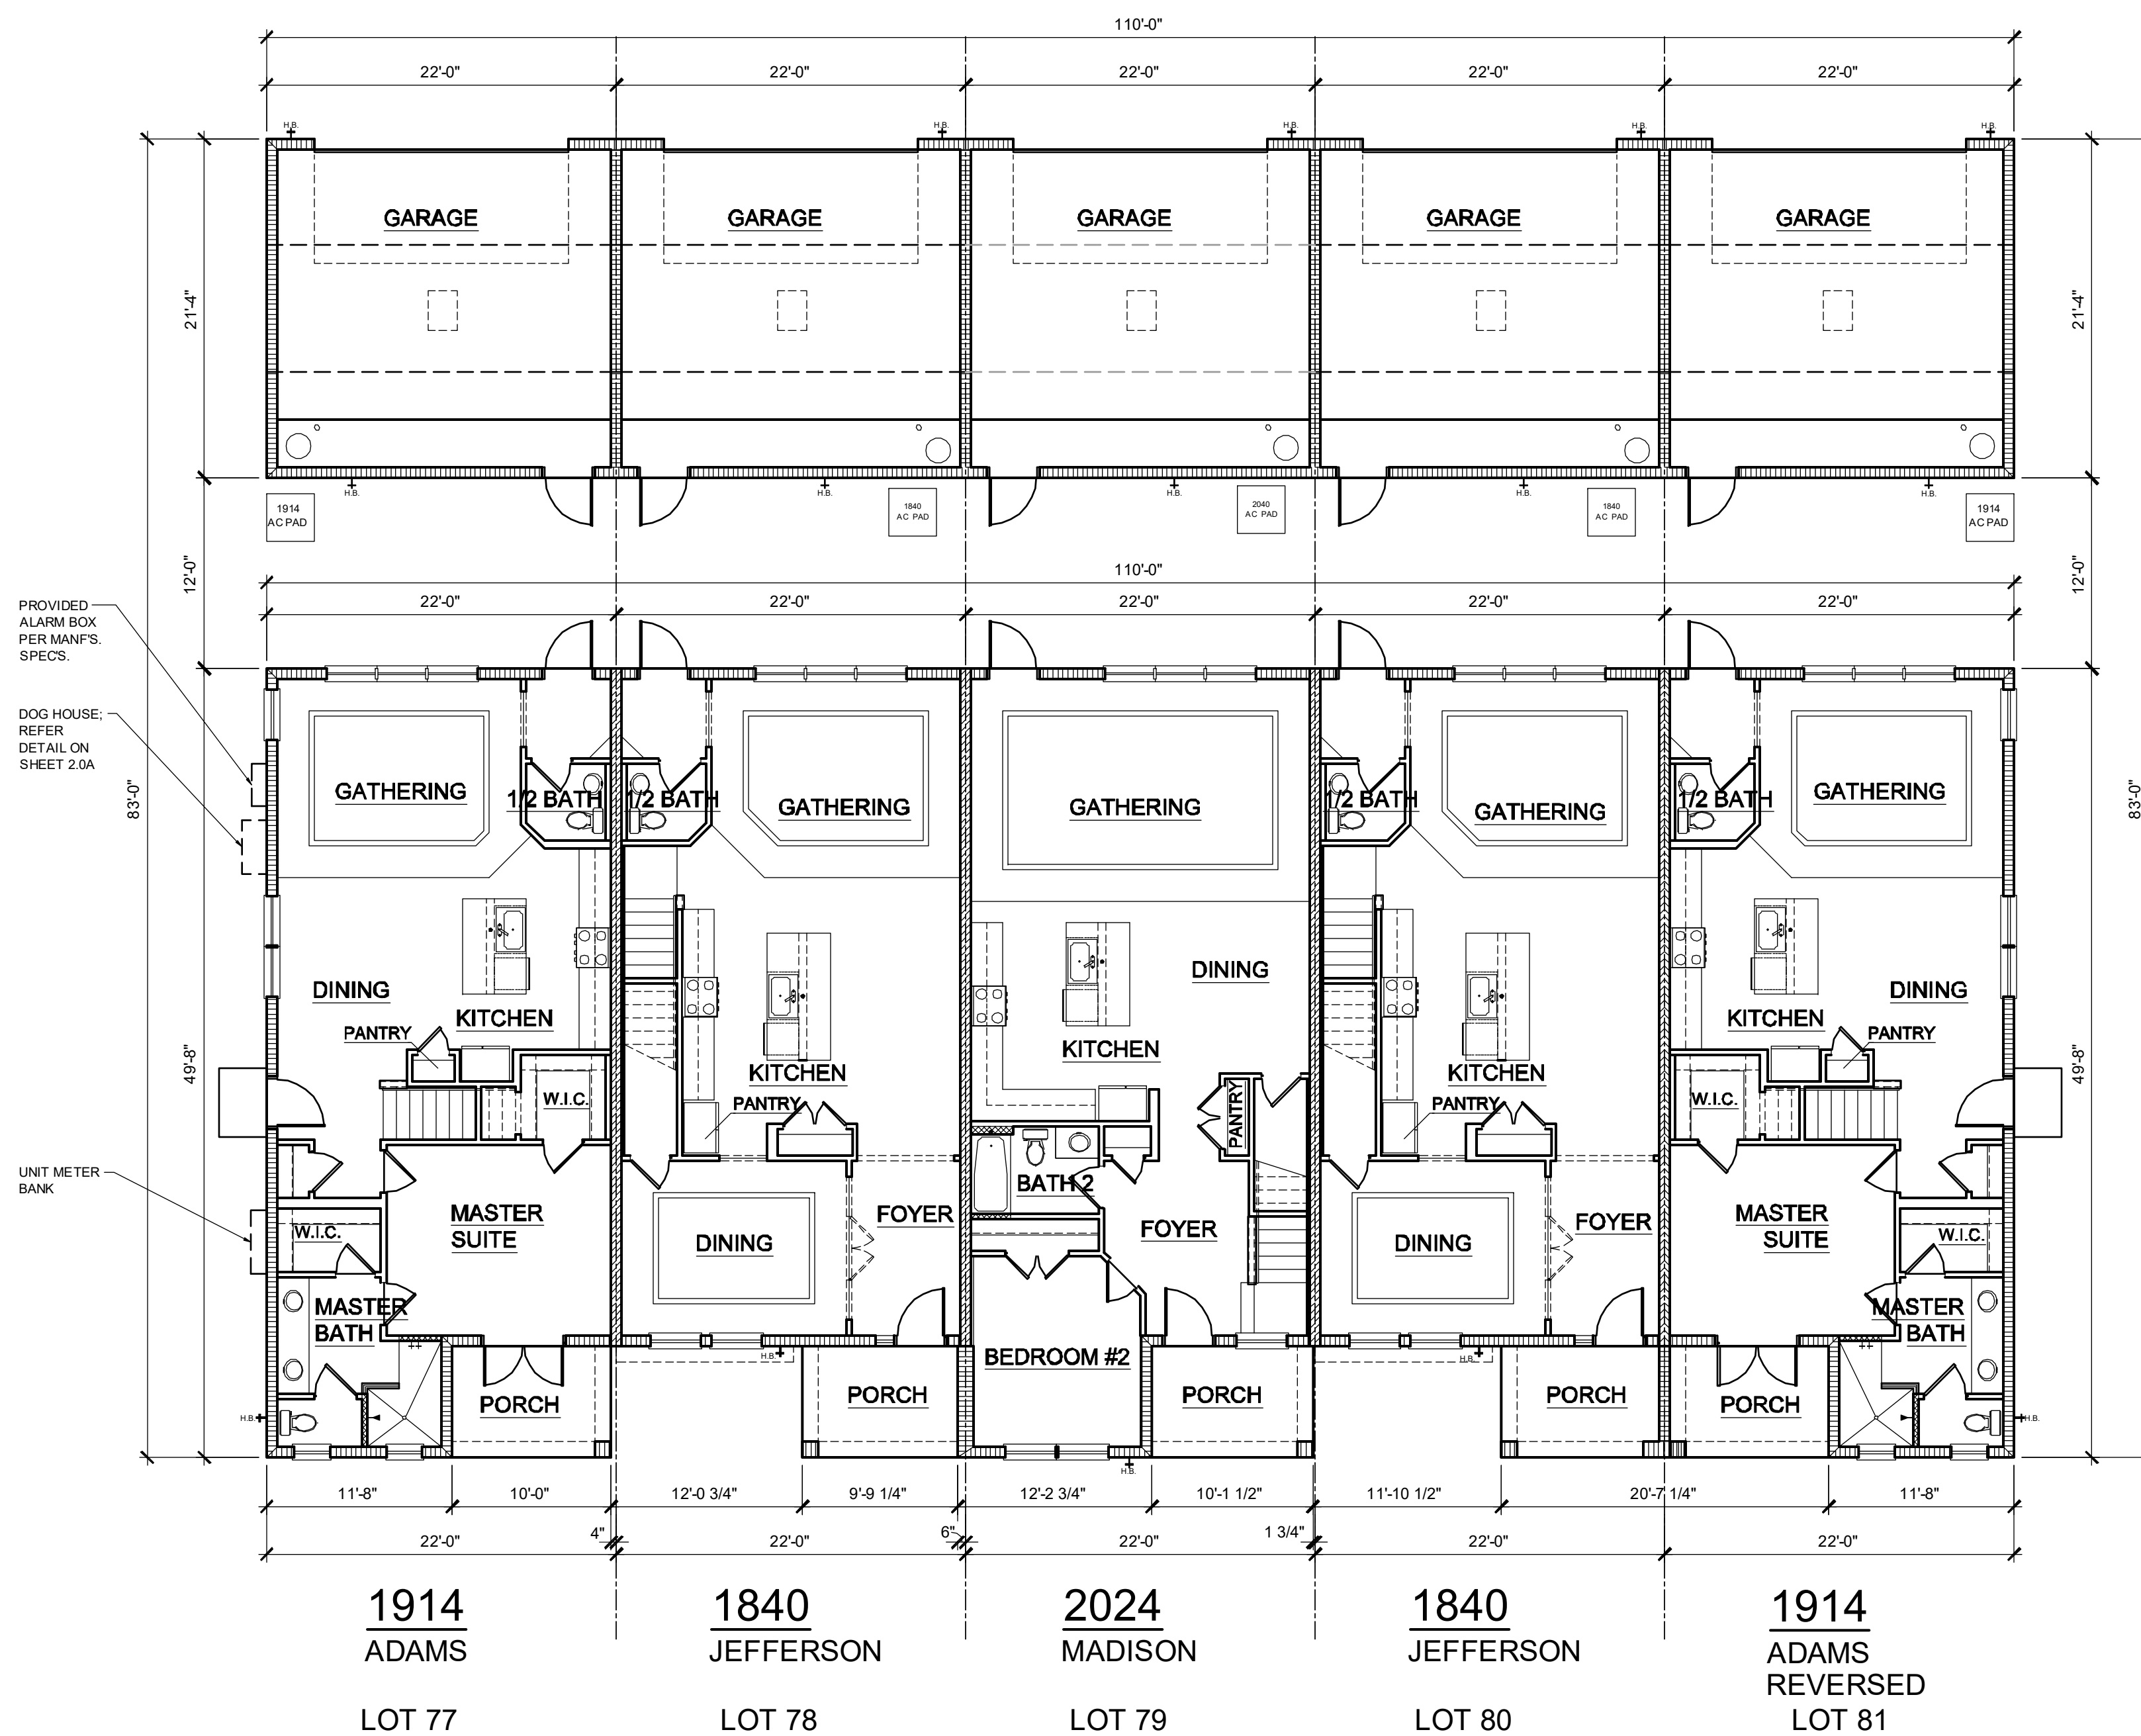 110'-0"
22'-0" 22'-0" 22'-0" 22'-0" 22'-0"
H.B. H.B. H.B. H.B. H.B.
GARAGE GARAGE GARAGE GARAGE GARAGE
21'-4" 21'-4"
H.B. H.B. H.B. H.B. H.B.
1914
AC PAD
1840
AC PAD
2040
AC PAD
1840
AC PAD
1914
AC PAD
12'-0" 12'-0"
110'-0"
22'-0" 22'-0" 22'-0" 22'-0" 22'-0"
PROVIDED
ALARM BOX
PER MANF'S.
SPEC'S.
DOG HOUSE;
REFER
DETAIL ON
SHEET 2.0A
83'-0" 83'-0"
GATHERING 1/2 BATH 1/2 BATH GATHERING GATHERING 1/2 BATH GATHERING 1/2 BATH GATHERING
DINING KITCHEN PANTRY W.I.C.
KITCHEN PANTRY
DINING KITCHEN PANTRY
KITCHEN PANTRY
DINING KITCHEN PANTRY W.I.C.
49'-8" 49'-8"
UNIT METER
BANK
W.I.C.
MASTER
SUITE
MASTER
BATH
PORCH
H.B.
DINING FOYER
H.B.
PORCH
BATH 2
FOYER
BEDROOM #2
PORCH
H.B.
DINING FOYER
H.B.
PORCH
MASTER
SUITE
W.I.C.
MASTER
BATH
PORCH
H.B.
11'-8" 10'-0" 12'-0 3/4" 9'-9 1/4" 12'-2 3/4" 10'-1 1/2" 11'-10 1/2" 20'-7 1/4" 11'-8"
4" 6" 1 3/4"
22'-0" 22'-0" 22'-0" 22'-0" 22'-0"
1914
ADAMS
LOT 77
1840
JEFFERSON
LOT 78
2024
MADISON
LOT 79
1840
JEFFERSON
LOT 80
1914
ADAMS
REVERSED
LOT 81